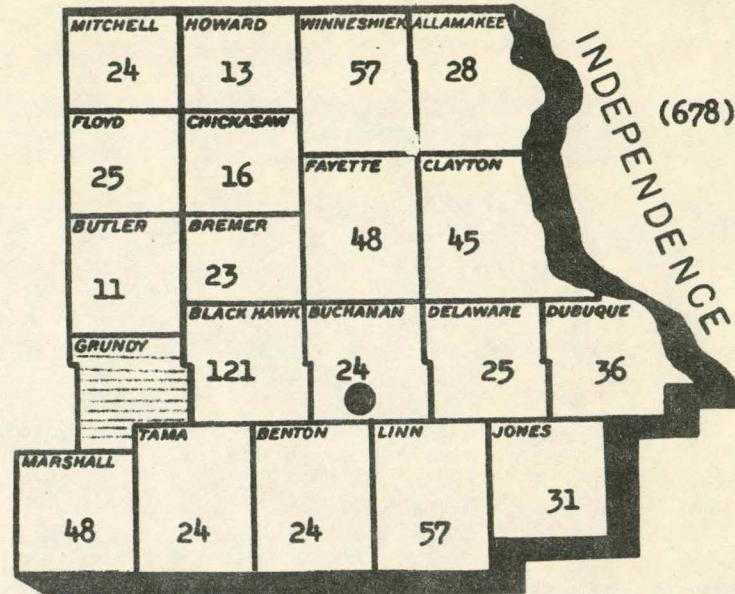 MITCHELL HOWARD WINNESHIEK ALLAMAKEE
24 13 57 28
INDEPENDENCE
(678)
FLOYD CHICKASAW
25 16
FAYETTE CLAYTON
48 45
BUTLER BREMER
11 23
GRUNDY
BLACK HAWK BUCHANAN DELAWARE DUBUQUE
121 24 25 36
MARSHALL TAMA BENTON LINN JONES
48 24 24 57 31